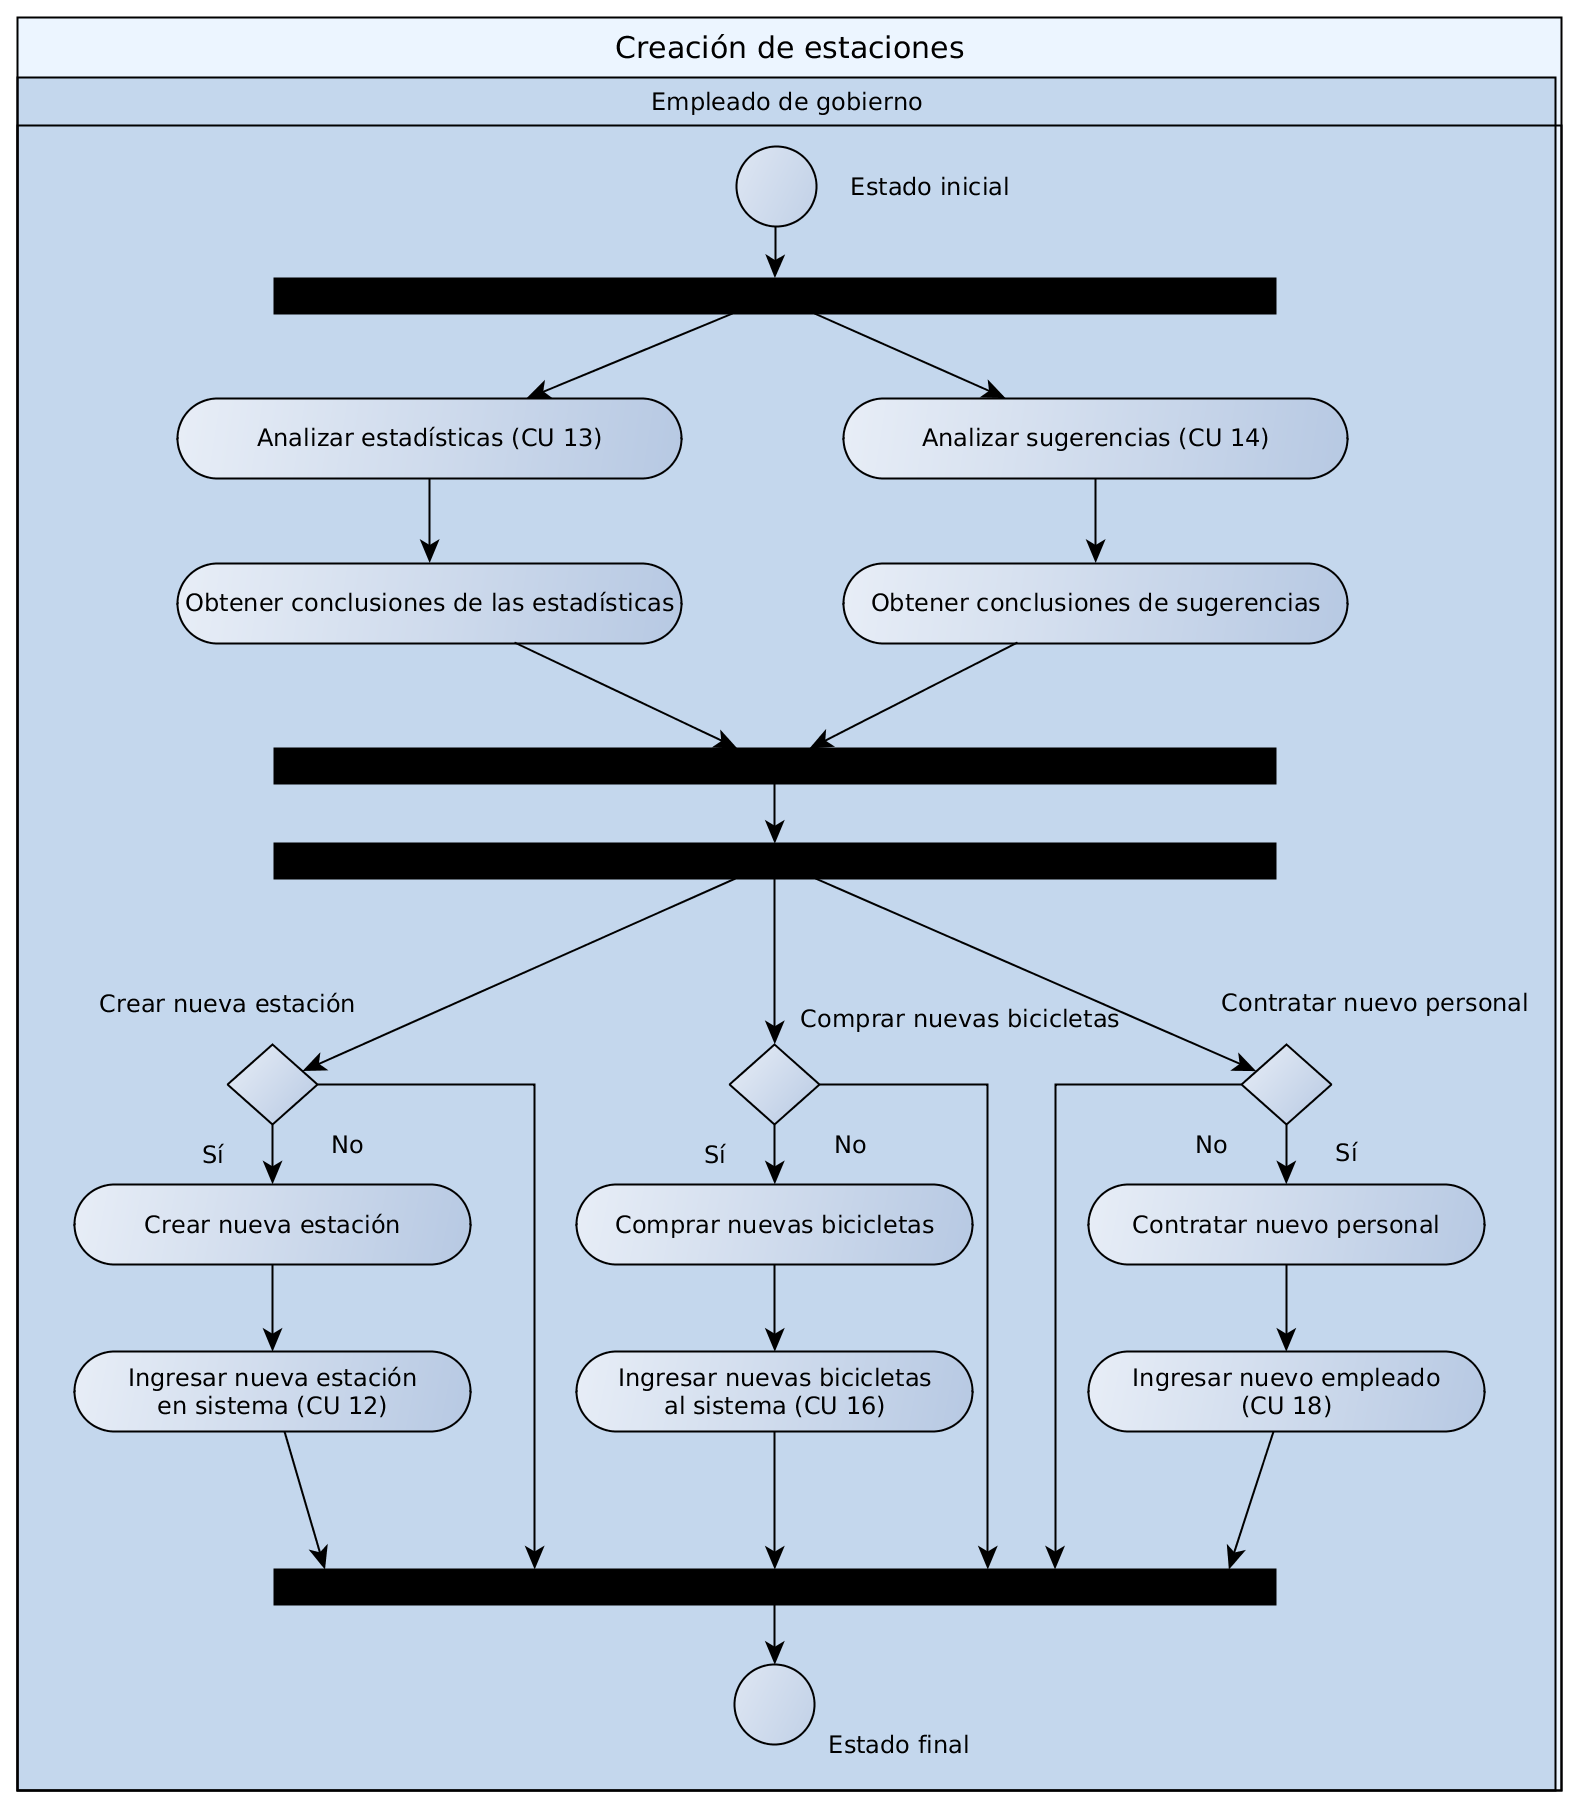 Creación de estaciones
Empleado de gobierno
Estado inicial
Analizar estadísticas (CU 13)
Analizar sugerencias (CU 14)
Obtener conclusiones de las estadísticas
Obtener conclusiones de sugerencias
Crear nueva estación
Comprar nuevas bicicletas
Contratar nuevo personal
Sí
No
Sí
No
No
Sí
Crear nueva estación
Comprar nuevas bicicletas
Contratar nuevo personal
Ingresar nueva estación
en sistema (CU 12)
Ingresar nuevas bicicletas
al sistema (CU 16)
Ingresar nuevo empleado
(CU 18)
Estado final